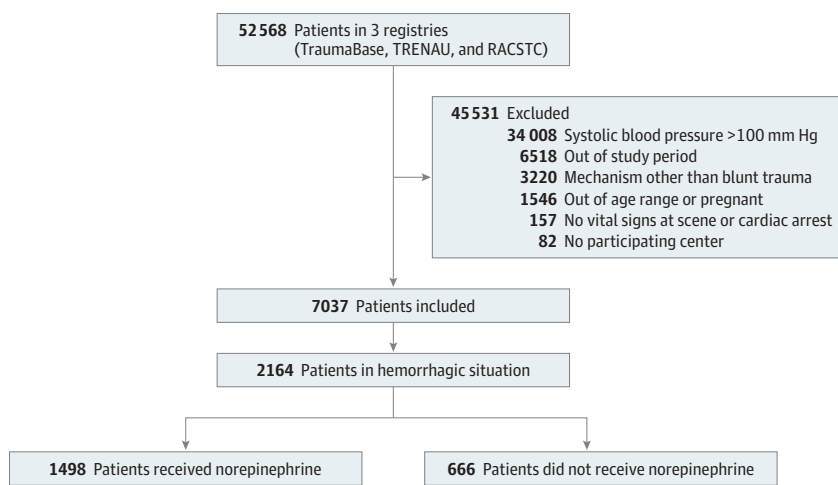 52 568 Patients in 3 registries
(TraumaBase, TRENAU, and RACSTC)
45 531 Excluded
34 008 Systolic blood pressure >100 mm Hg
6518 Out of study period
3220 Mechanism other than blunt trauma
1546 Out of age range or pregnant
157 No vital signs at scene or cardiac arrest
82 No participating center
7037 Patients included
2164 Patients in hemorrhagic situation
1498 Patients received norepinephrine
666 Patients did not receive norepinephrine